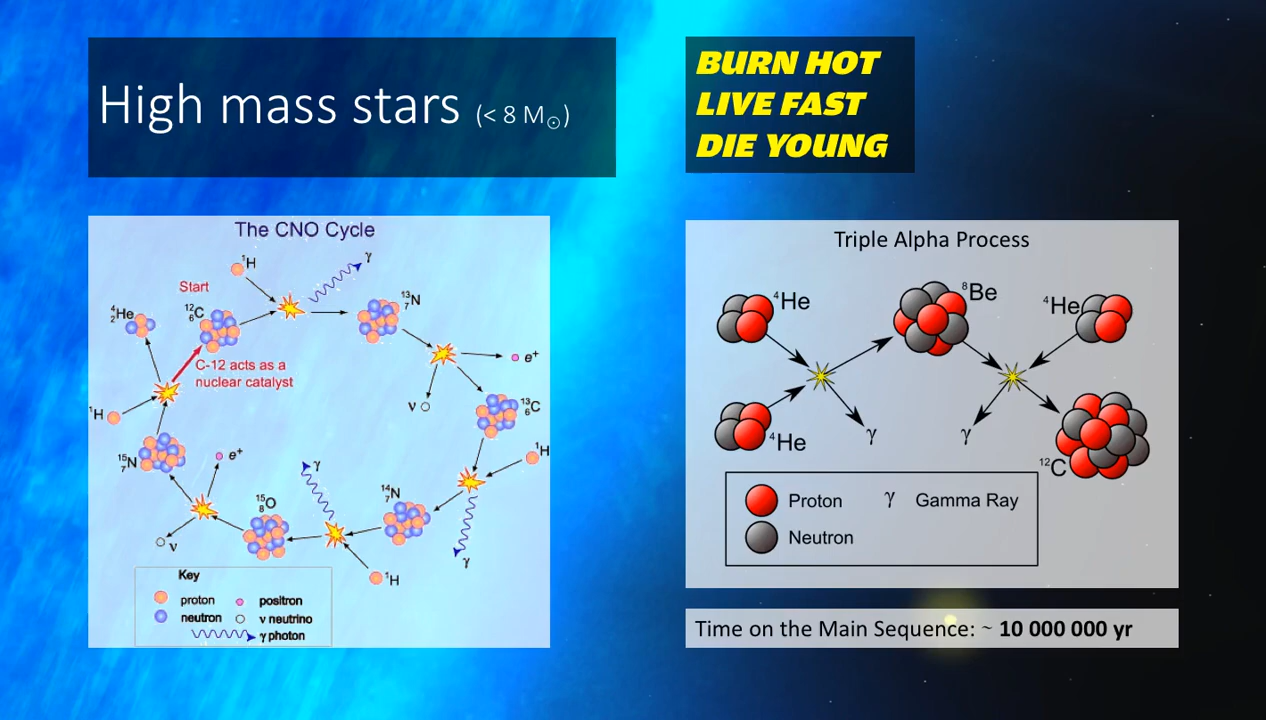 High mass stars (< 8 M☉)
BURN HOT
LIVE FAST
DIE YOUNG
The CNO Cycle
¹H
γ
Start
⁴₂He
¹²₆C
¹³₇N
C-12 acts as a
nuclear catalyst
e⁺
ν
¹³₆C
¹H
¹H
¹⁵₇N
e⁺
γ
¹⁵₈O
¹⁴₇N
ν
γ
¹H
Key
proton
positron
neutron
ν neutrino
γ photon
Triple Alpha Process
⁴He
⁸Be
⁴He
⁴He
γ
γ
¹²C
Proton
γ Gamma Ray
Neutron
Time on the Main Sequence: ~ 10 000 000 yr